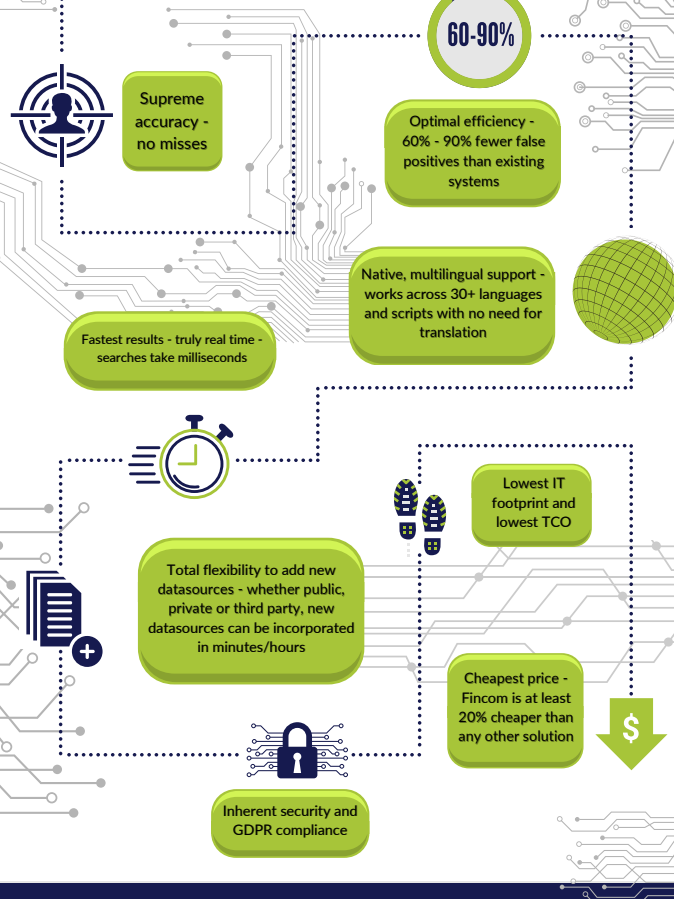 60-90%
Supreme
accuracy -
no misses
Optimal efficiency -
60% - 90% fewer false
positives than existing
systems
Native, multilingual support -
works across 30+ languages
and scripts with no need for
translation
Fastest results - truly real time -
searches take milliseconds
Lowest IT
footprint and
lowest TCO
Total flexibility to add new
datasources - whether public,
private or third party, new
datasources can be incorporated
in minutes/hours
Cheapest price -
Fincom is at least
20% cheaper than
any other solution
$
Inherent security and
GDPR compliance